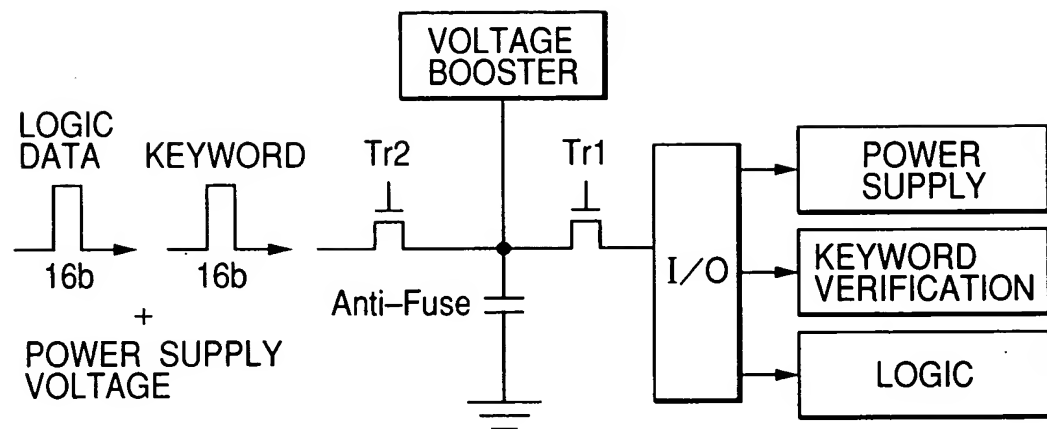 VOLTAGE
BOOSTER
LOGIC
DATA
KEYWORD
Tr2
Tr1
16b
16b
+
POWER SUPPLY
VOLTAGE
Anti-Fuse
I/O
POWER
SUPPLY
KEYWORD
VERIFICATION
LOGIC